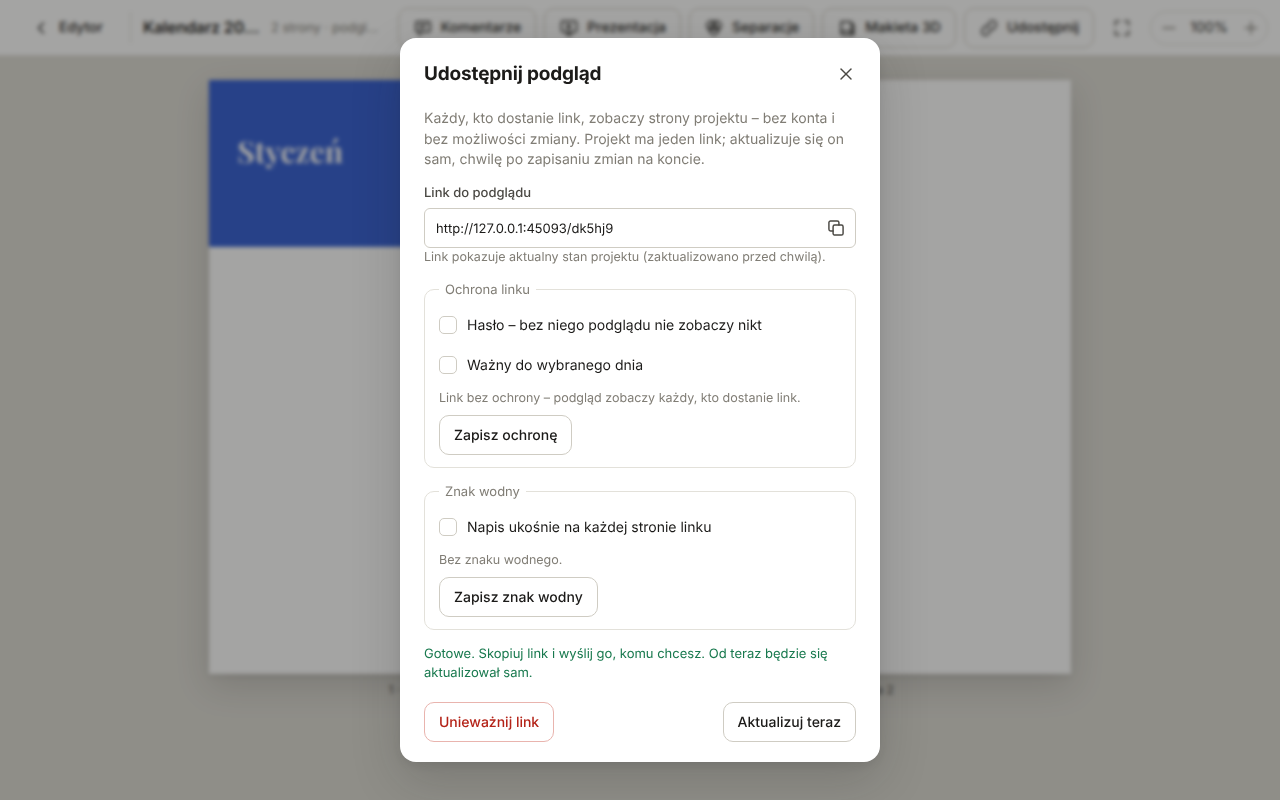 Edytor
Kalendarz 20...
2 strony · podgl...
Komentarze
Prezentacja
Separacje
Makieta 3D
Udostępnij
100%
Styczeń
Udostępnij podgląd
Każdy, kto dostanie link, zobaczy strony projektu – bez konta i
bez możliwości zmiany. Projekt ma jeden link; aktualizuje się on
sam, chwilę po zapisaniu zmian na koncie.
Link do podglądu
http://127.0.0.1:45093/dk5hj9
Link pokazuje aktualny stan projektu (zaktualizowano przed chwilą).
Ochrona linku
Hasło – bez niego podglądu nie zobaczy nikt
Ważny do wybranego dnia
Link bez ochrony – podgląd zobaczy każdy, kto dostanie link.
Zapisz ochronę
Znak wodny
Napis ukośnie na każdej stronie linku
Bez znaku wodnego.
Zapisz znak wodny
Gotowe. Skopiuj link i wyślij go, komu chcesz. Od teraz będzie się
aktualizował sam.
Unieważnij link
Aktualizuj teraz